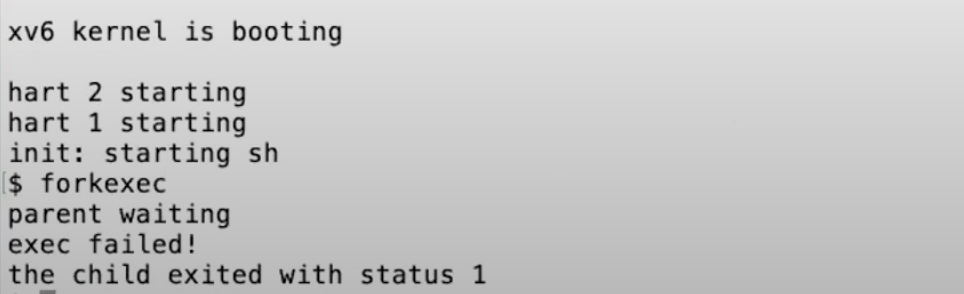 xv6 kernel is booting
hart 2 starting
hart 1 starting
init: starting sh
$ forkexec
parent waiting
exec failed!
the child exited with status 1